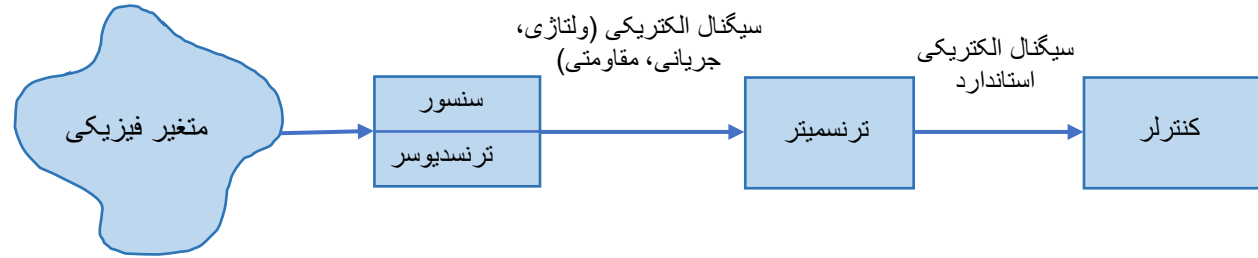 متغیر فیزیکی
سنسور
ترنسدیوسر
سیگنال الکتریکی (ولتاژی،
جریانی، مقاومتی)
ترنسمیتر
سیگنال الکتریکی
استاندارد
کنترلر